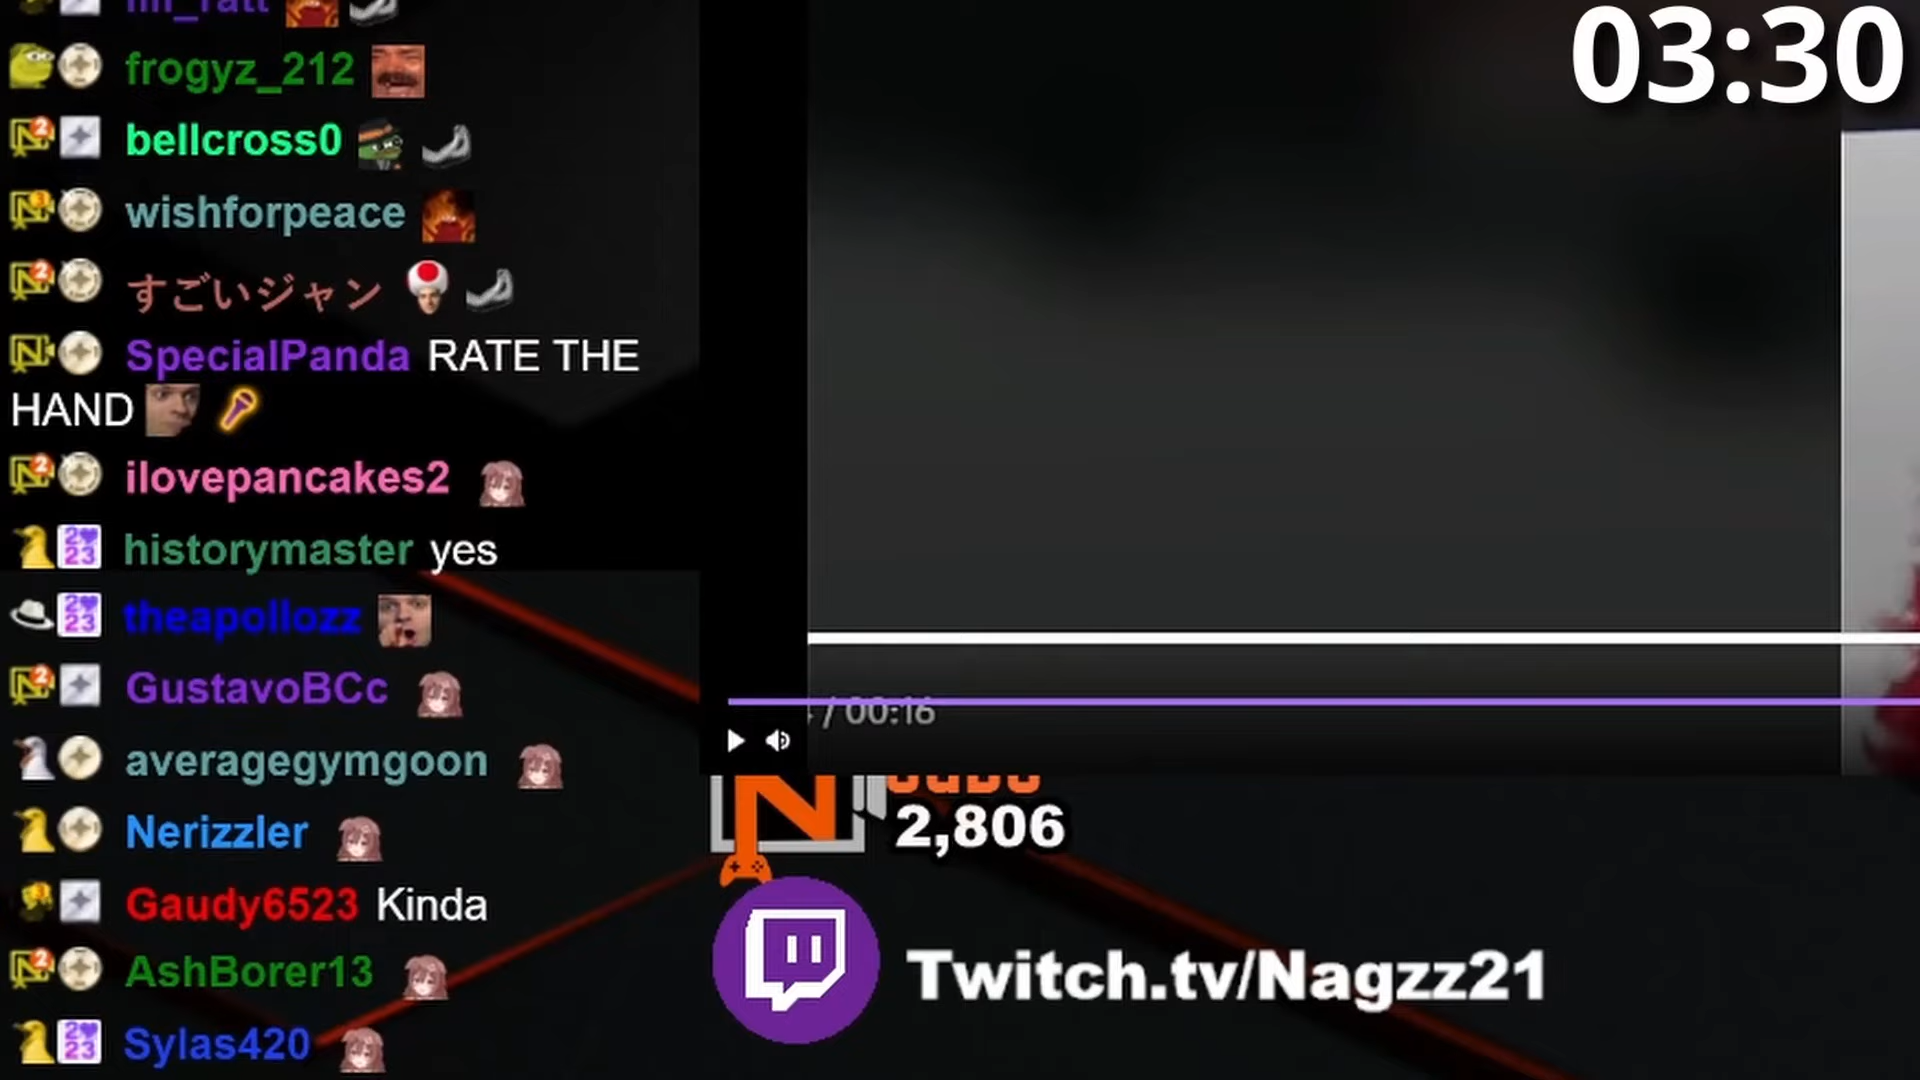 03:30
frogyz_212
bellcross0
wishforpeace
すごいジャン
SpecialPanda RATE THE
HAND
ilovepancakes2
historymaster yes
theapollozz
GustavoBCc
averagegymgoon
Nerizzler
Gaudy6523 Kinda
AshBorer13
Sylas420
/ 00:16
N
2,806
Twitch.tv/Nagzz21